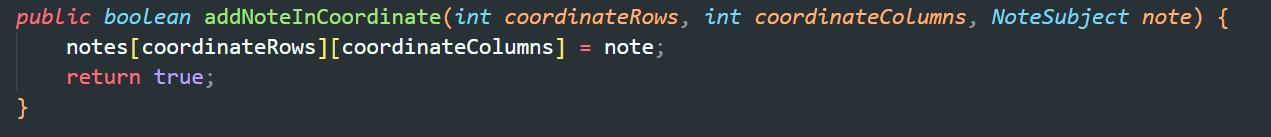 public boolean addNoteInCoordinate(int coordinateRows, int coordinateColumns, NoteSubject note) {
    notes[coordinateRows][coordinateColumns] = note;
    return true;
}